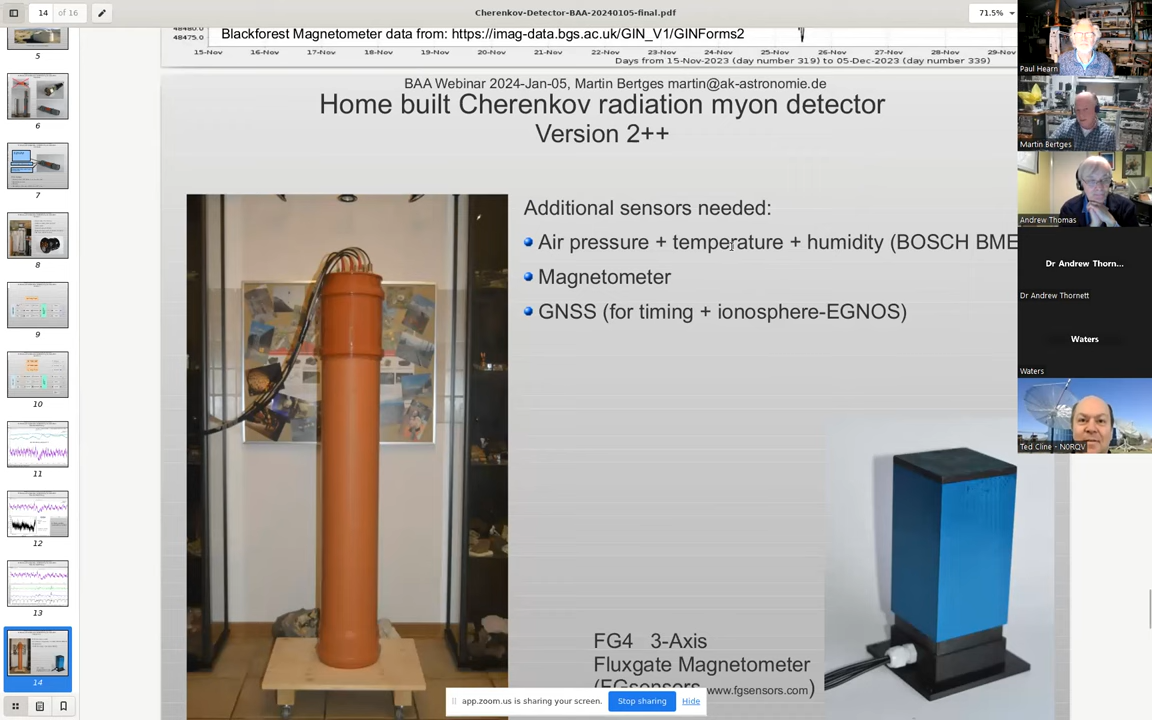 14 of 16
Cherenkov-Detector-BAA-20240105-final.pdf
71.5%
5
6
7
8
9
10
11
12
13
14
48480.0
48475.0
Blackforest Magnetometer data from: https://imag-data.bgs.ac.uk/GIN_V1/GINForms2
15-Nov 16-Nov 17-Nov 18-Nov 19-Nov 20-Nov 21-Nov 22-Nov 23-Nov 24-Nov 25-Nov 26-Nov 27-Nov 28-Nov 29-Nov
Days from 15-Nov-2023 (day number 319) to 05-Dec-2023 (day number 339)
BAA Webinar 2024-Jan-05, Martin Bertges martin@ak-astronomie.de
Home built Cherenkov radiation myon detector
Version 2++
Additional sensors needed:
Air pressure + temperature + humidity (BOSCH BME
Magnetometer
GNSS (for timing + ionosphere-EGNOS)
FG4 3-Axis
Fluxgate Magnetometer
(FGsensors www.fgsensors.com)
app.zoom.us is sharing your screen.
Stop sharing
Hide
Paul Hearn
Martin Bertges
Andrew Thomas
Dr Andrew Thorn...
Dr Andrew Thornett
Waters
Waters
Ted Cline - N0RQV